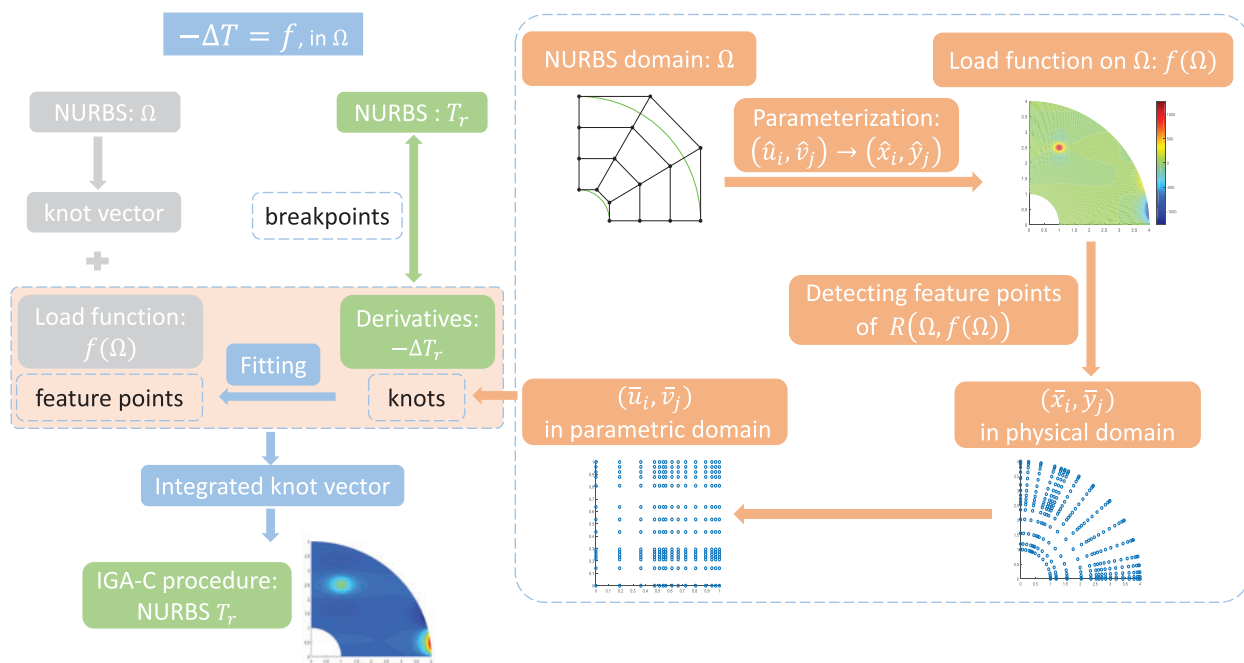 −ΔT = f, in Ω
NURBS: Ω
NURBS : T_r
knot vector
breakpoints
+
Load function:
f(Ω)
Derivatives:
−ΔT_r
Fitting
feature points
knots
Integrated knot vector
IGA-C procedure:
NURBS T_r
NURBS domain: Ω
Parameterization:
(û_i, v̂_j) → (x̂_i, ŷ_j)
Load function on Ω: f(Ω)
Detecting feature points
of R(Ω, f(Ω))
(x̄_i, ȳ_j)
in physical domain
(ū_i, v̄_j)
in parametric domain